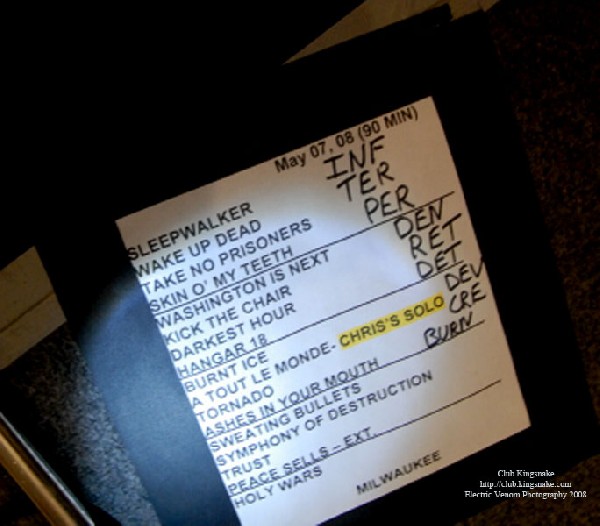 May 07, 08 (90 MIN)
SLEEPWALKER
WAKE UP DEAD
TAKE NO PRISONERS
SKIN O' MY TEETH
WASHINGTON IS NEXT
KICK THE CHAIR
DARKEST HOUR
HANGAR 18
BURNT ICE
A TOUT LE MONDE- CHRIS'S SOLO
TORNADO
ASHES IN YOUR MOUTH
SWEATING BULLETS
SYMPHONY OF DESTRUCTION
TRUST
PEACE SELLS - EXT.
HOLY WARS
MILWAUKEE
INF
TER
PER
DEN
RET
DET
DEV
CRE
BURN
Club Kingsnake
http://club.kingsnake.com
Electric Venom Photography 2008